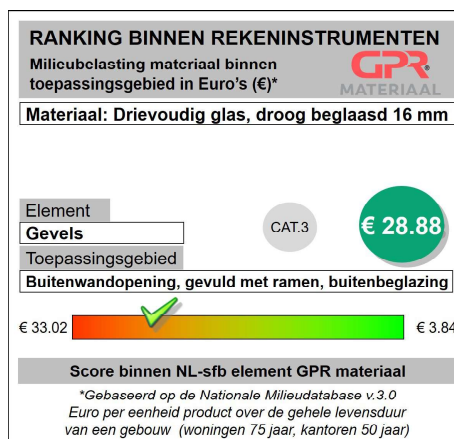 RANKING BINNEN REKENINSTRUMENTEN
Milieubelasting materiaal binnen
toepassingsgebied in Euro's (€)*
GPR
MATERIAAL
Materiaal: Drievoudig glas, droog beglaasd 16 mm
Element
Gevels
CAT.3
€ 28.88
Toepassingsgebied
Buitenwandopening, gevuld met ramen, buitenbeglazing
€ 33.02
€ 3.84
Score binnen NL-sfb element GPR materiaal
*Gebaseerd op de Nationale Milieudatabase v.3.0
Euro per eenheid product over de gehele levensduur
van een gebouw (woningen 75 jaar, kantoren 50 jaar)